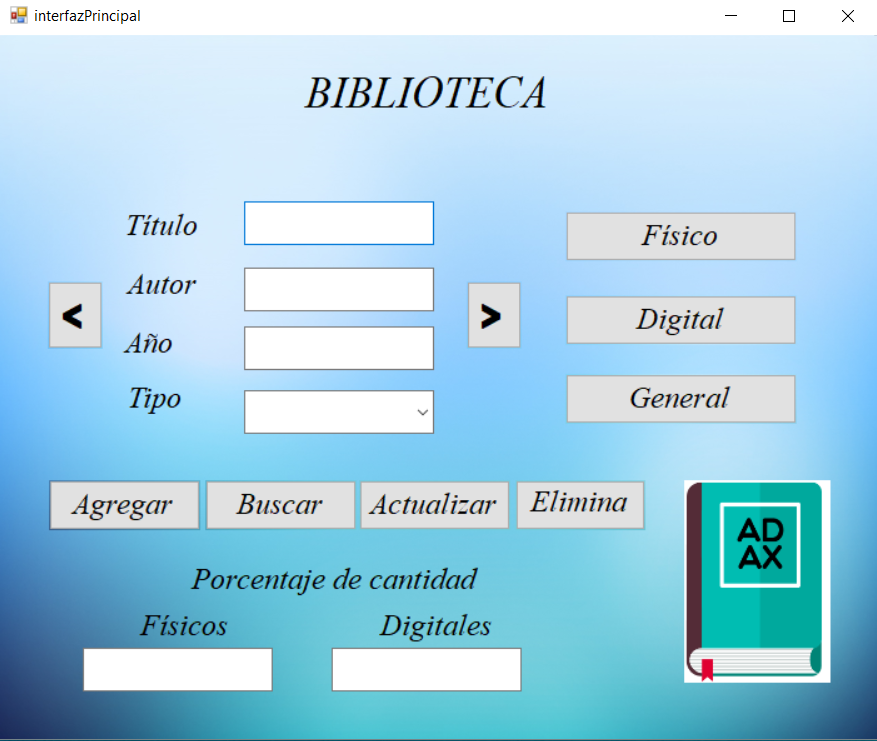 interfazPrincipal
BIBLIOTECA
Título
Físico
Autor
<
>
Año
Digital
Tipo
General
Agregar
Buscar
Actualizar
Elimina
Porcentaje de cantidad
Físicos
Digitales
AD
AX